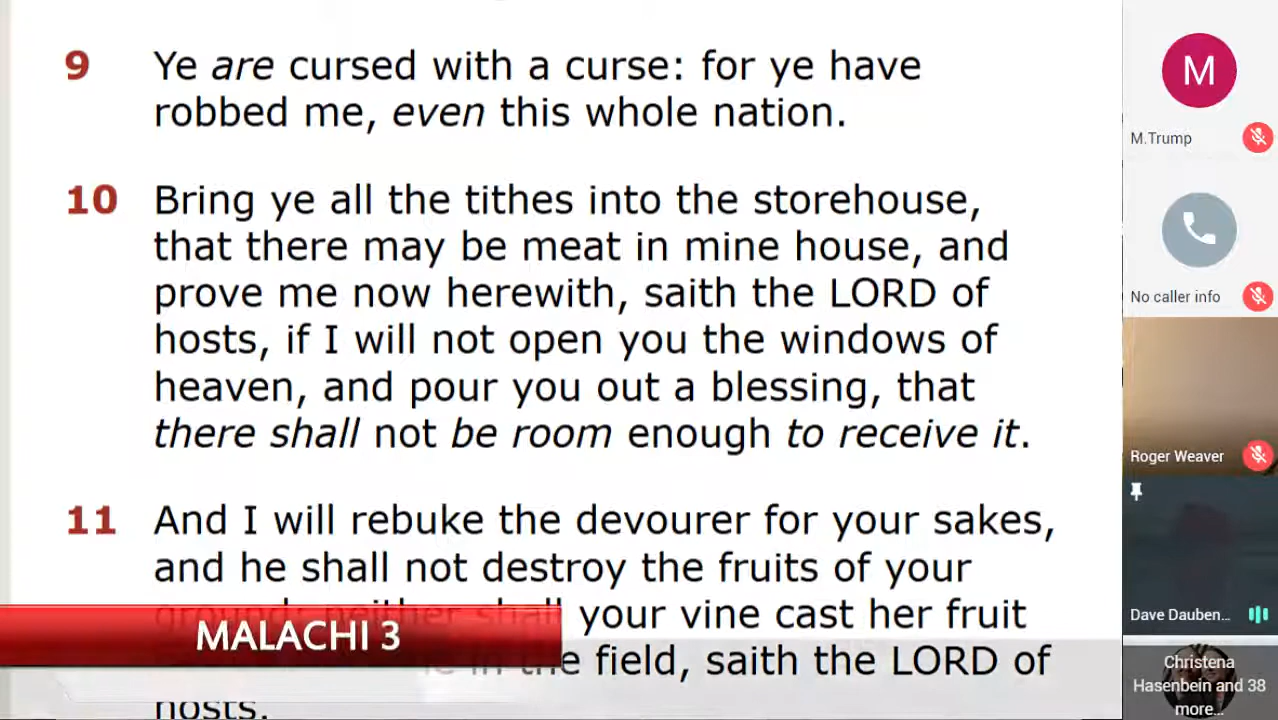 9 Ye are cursed with a curse: for ye have
robbed me, even this whole nation.
10 Bring ye all the tithes into the storehouse,
that there may be meat in mine house, and
prove me now herewith, saith the LORD of
hosts, if I will not open you the windows of
heaven, and pour you out a blessing, that
there shall not be room enough to receive it.
11 And I will rebuke the devourer for your sakes,
and he shall not destroy the fruits of your
ground; neither shall your vine cast her fruit
in the field, saith the LORD of
hosts.
MALACHI 3
M
M.Trump
No caller info
Roger Weaver
Dave Dauben...
Christena
Hasenbein and 38
more...